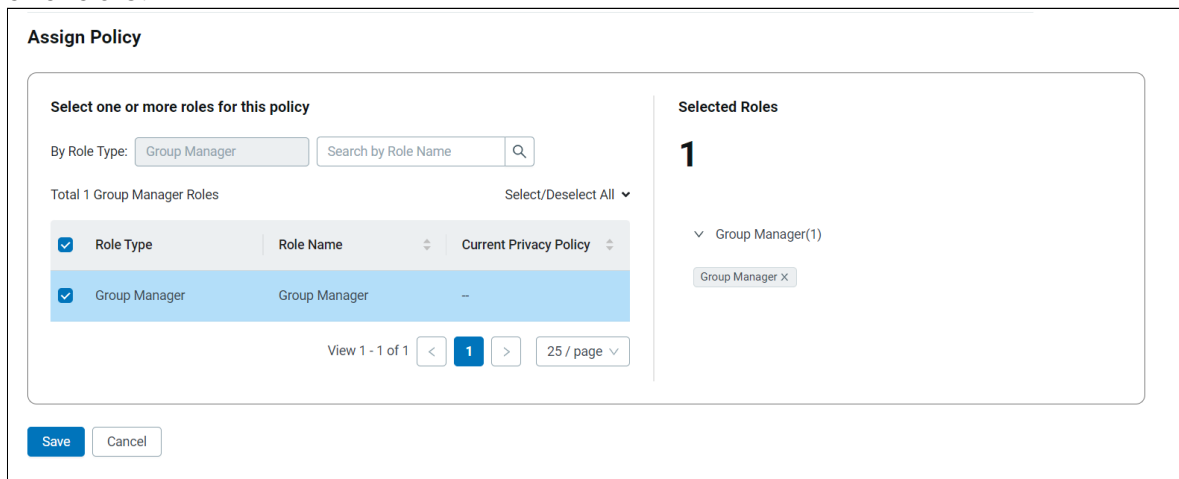 Assign Policy
Select one or more roles for this policy
By Role Type: Group Manager Search by Role Name
Total 1 Group Manager Roles Select/Deselect All
Role Type Role Name Current Privacy Policy
Group Manager Group Manager --
View 1 - 1 of 1 < 1 > 25 / page
Selected Roles
1
Group Manager(1)
Group Manager X
Save Cancel